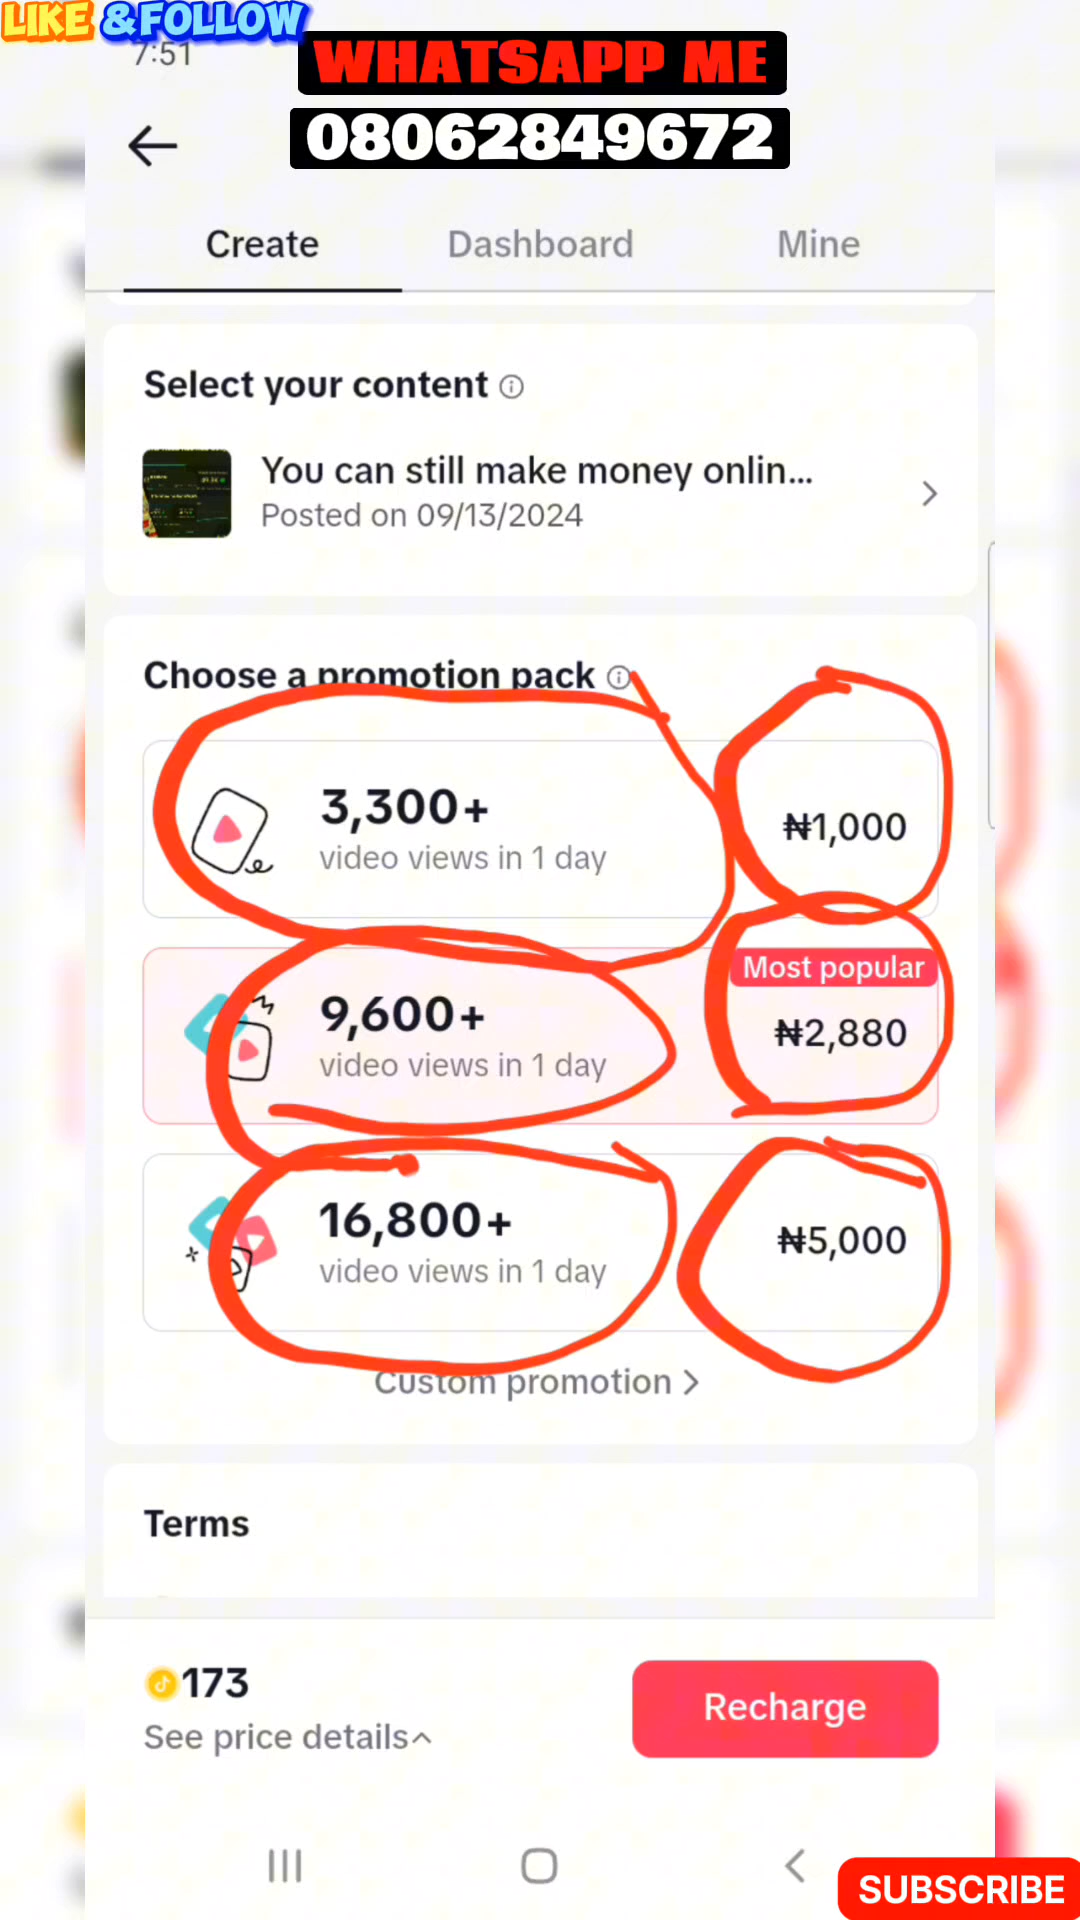 LIKE & FOLLOW
7:51
WHATSAPP ME
08062849672
Create Dashboard Mine
Select your content
You can still make money onlin...
Posted on 09/13/2024
Choose a promotion pack
3,300+
video views in 1 day
₦1,000
Most popular
9,600+
video views in 1 day
₦2,880
16,800+
video views in 1 day
₦5,000
Custom promotion >
Terms
173
See price details
Recharge
SUBSCRIBE